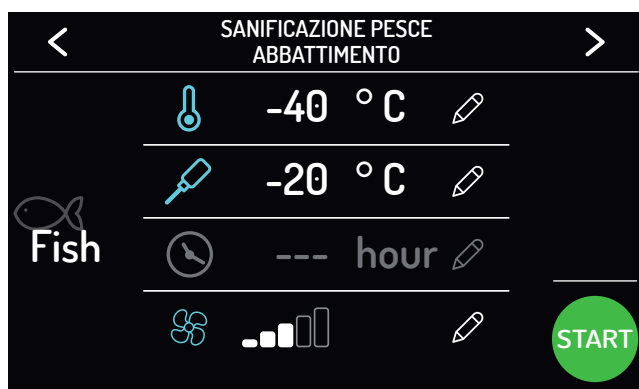 SANIFICAZIONE PESCE
ABBATTIMENTO
-40 °C
-20 °C
Fish
--- hour
START